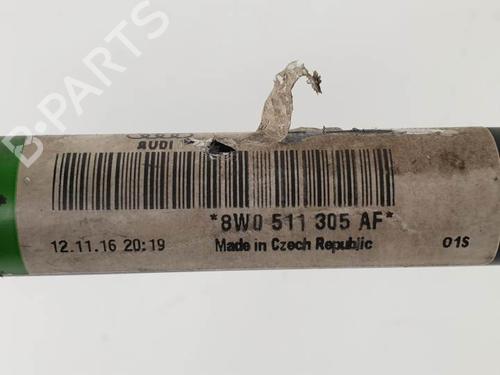 AUDI
*8W0 511 305 AF*
12.11.16 20:19 Made in Czech Republic 01S
B-PARTS